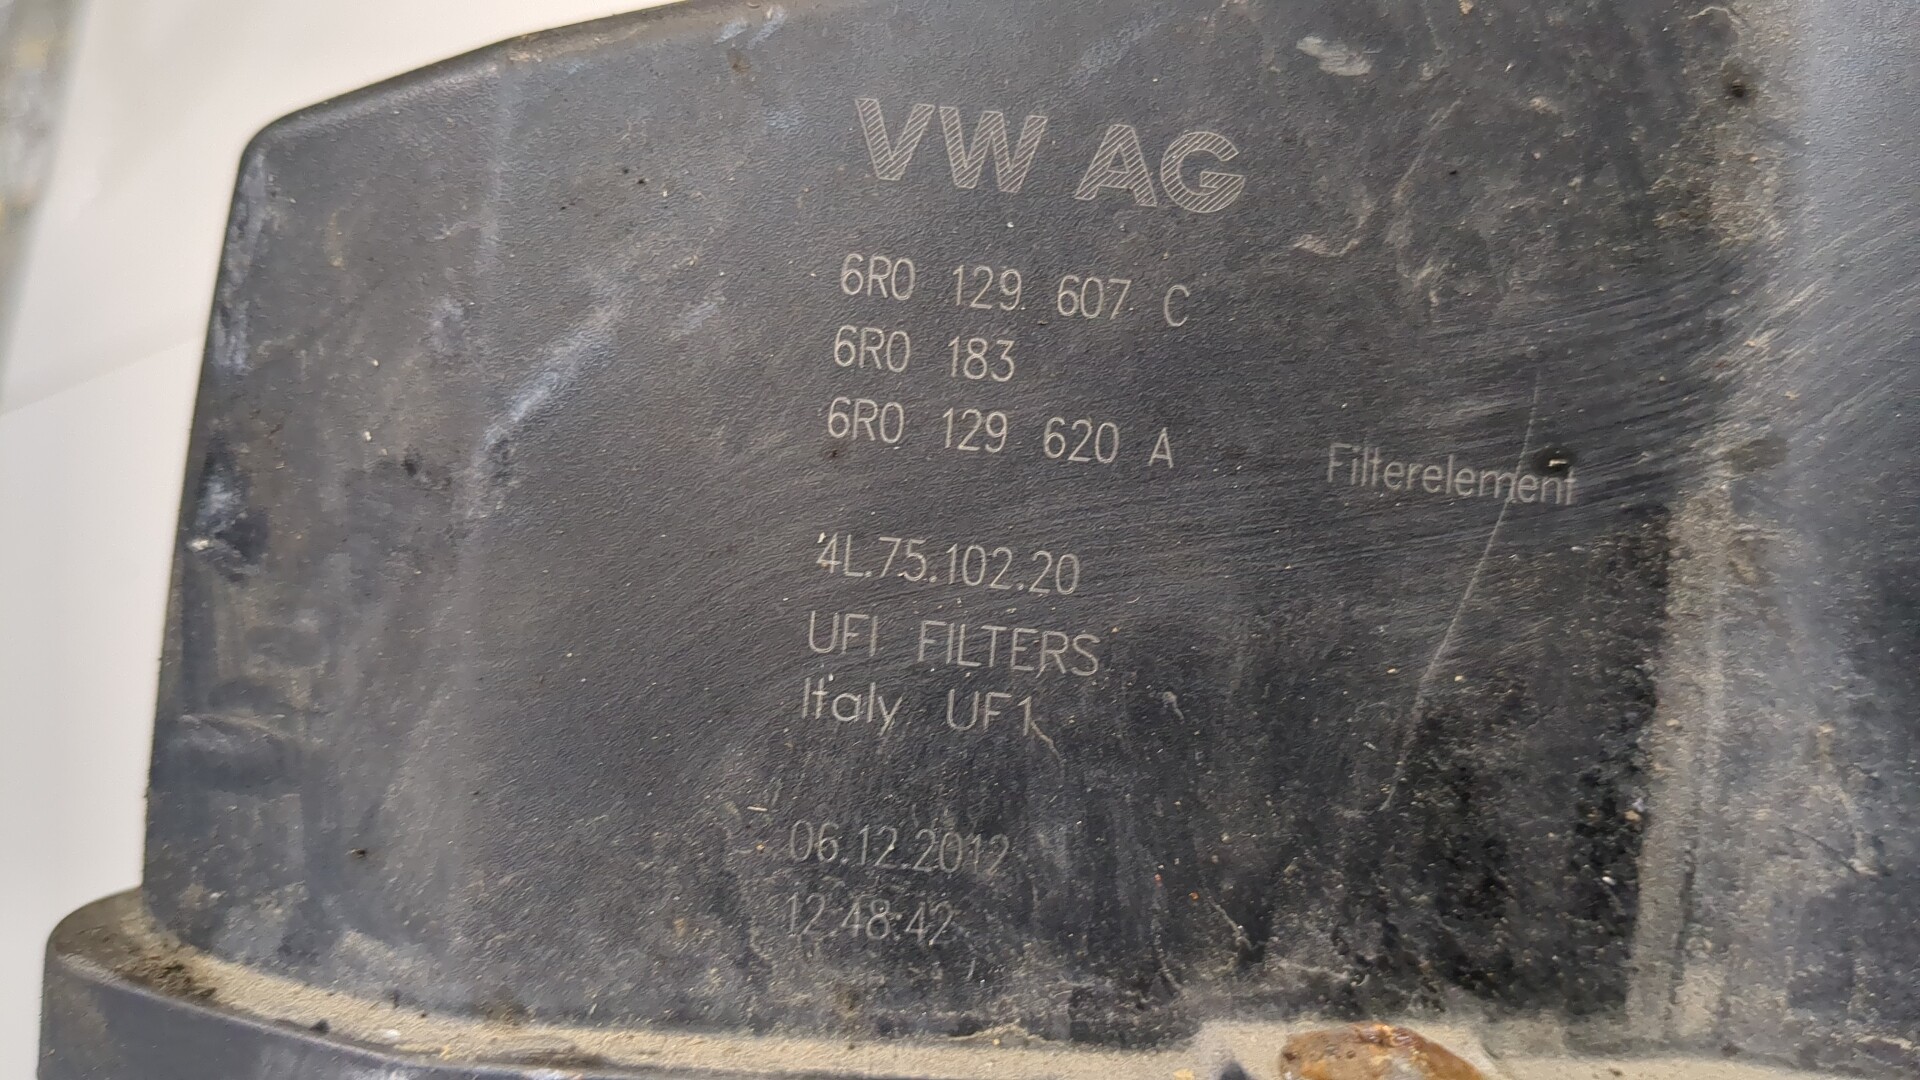 VW AG
6R0 129 607 C
6R0 183
6R0 129 620 A Filterelement
4L.75.102.20
UFI FILTERS
Italy UF1
06.12.2012
12:48:42